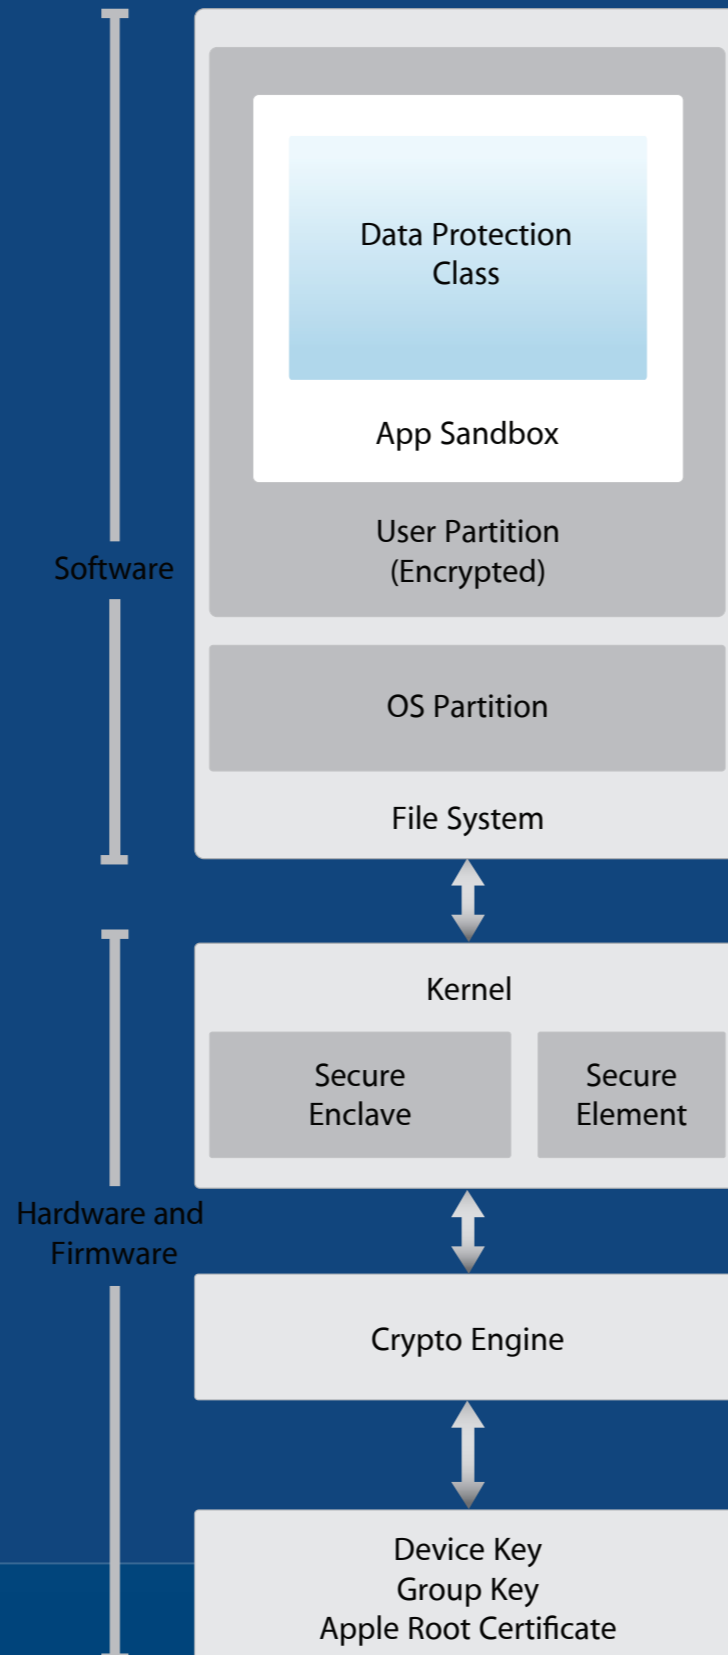 Data Protection
Class
App Sandbox
User Partition
(Encrypted)
Software
OS Partition
File System
Kernel
Secure
Enclave
Secure
Element
Hardware and
Firmware
Crypto Engine
Device Key
Group Key
Apple Root Certificate